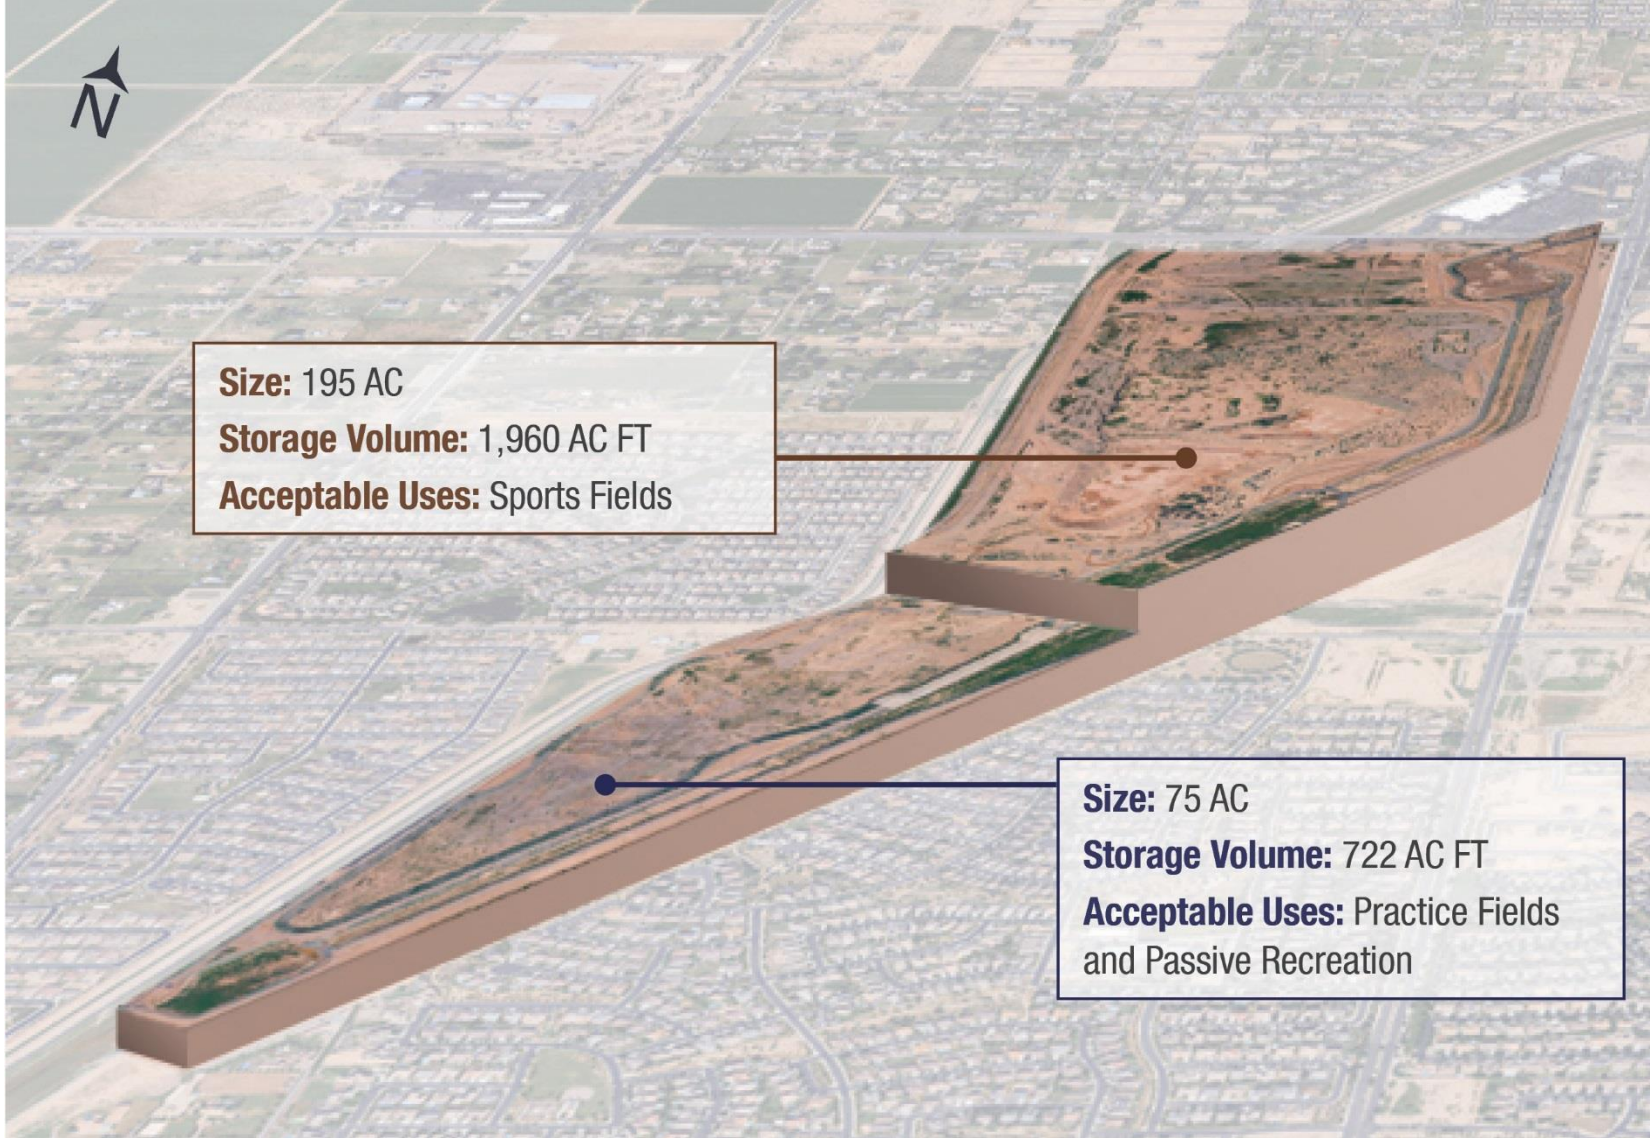 N
Size: 195 AC
Storage Volume: 1,960 AC FT
Acceptable Uses: Sports Fields
Size: 75 AC
Storage Volume: 722 AC FT
Acceptable Uses: Practice Fields
and Passive Recreation